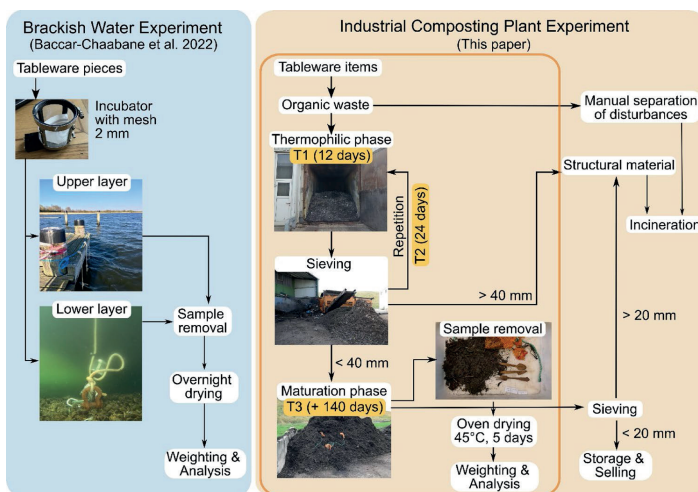 Brackish Water Experiment
(Baccar-Chaabane et al. 2022)
Tableware pieces
Incubator
with mesh
2 mm
Upper layer
Lower layer
Sample
removal
Overnight
drying
Weighting &
Analysis
Industrial Composting Plant Experiment
(This paper)
Tableware items
Organic waste
Manual separation
of disturbances
Thermophilic phase
T1 (12 days)
Structural material
Repetition
T2 (24 days)
Incineration
Sieving
> 40 mm
< 40 mm
Sample removal
> 20 mm
Maturation phase
T3 (+ 140 days)
Sieving
Oven drying
45°C, 5 days
< 20 mm
Storage &
Selling
Weighting &
Analysis